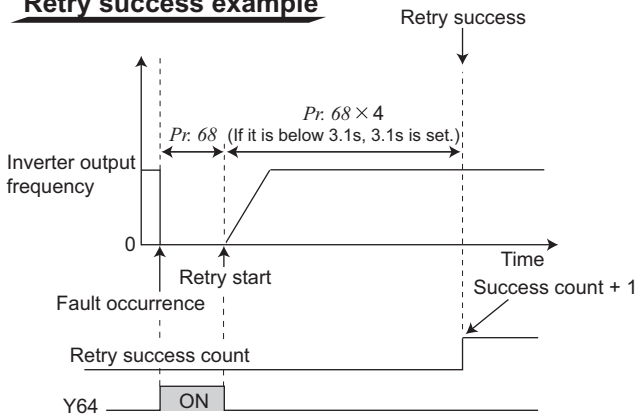 Retry success example
Retry success
Pr. 68 × 4
Pr. 68
(If it is below 3.1s, 3.1s is set.)
Inverter output
frequency
0
Time
Retry start
Success count + 1
Fault occurrence
Retry success count
Y64
ON